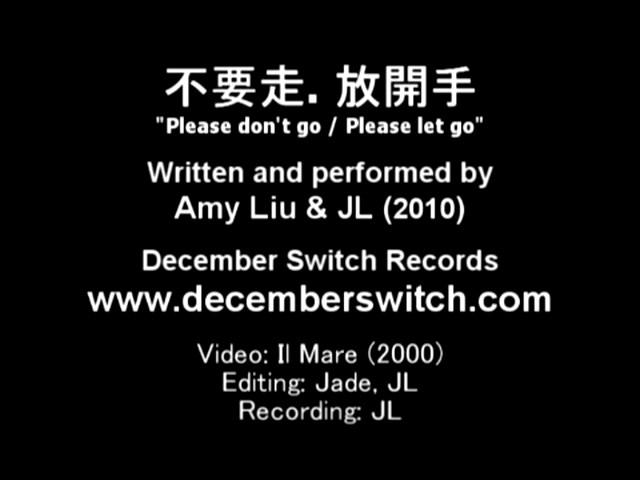 不要走. 放開手
"Please don't go / Please let go"
Written and performed by
Amy Liu & JL (2010)
December Switch Records
www.decemberswitch.com
Video: Il Mare (2000)
Editing: Jade, JL
Recording: JL